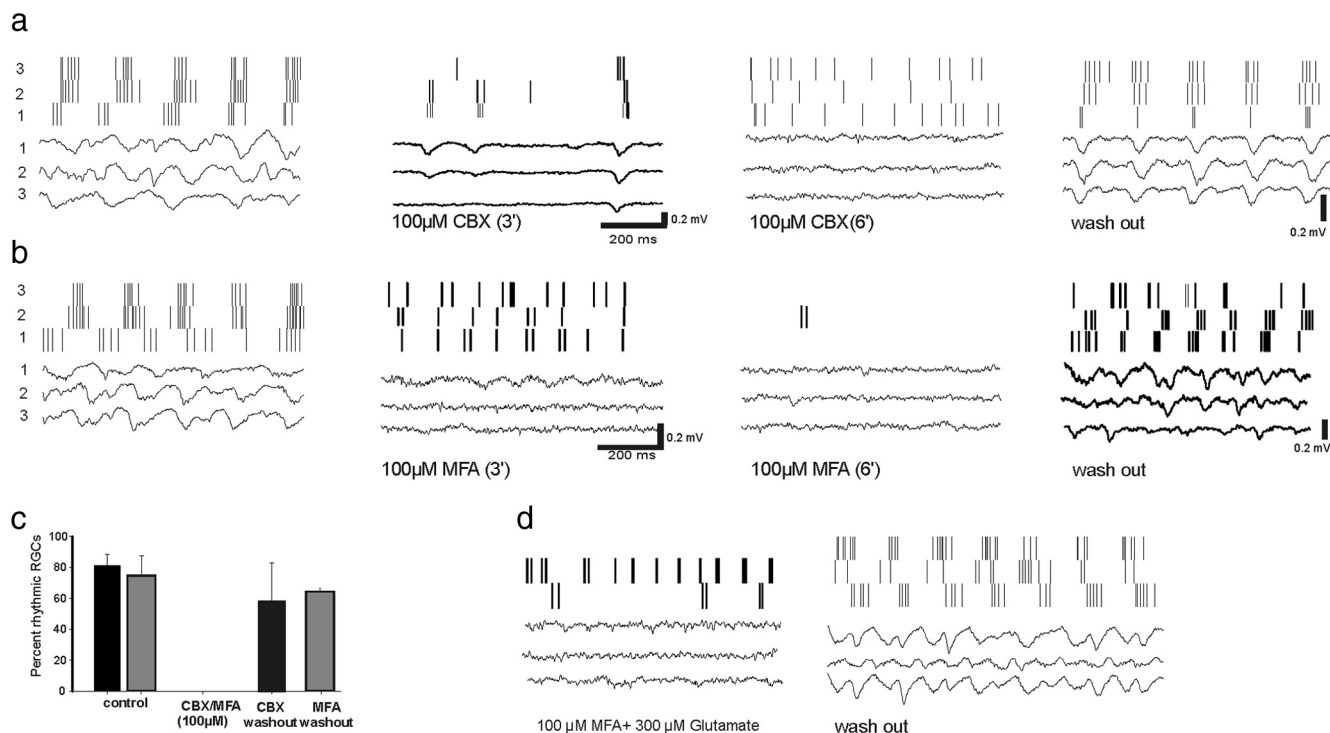 a
3
2
1
1
2
3
100µM CBX (3')
0.2 mV
200 ms
100µM CBX(6')
wash out
0.2 mV
b
3
2
1
1
2
3
100µM MFA (3')
0.2 mV
200 ms
100µM MFA (6')
wash out
0.2 mV
c
Percent rhythmic RGCs
100
80
60
40
20
0
control
CBX/MFA
(100µM)
CBX
washout
MFA
washout
d
100 µM MFA+ 300 µM Glutamate
wash out